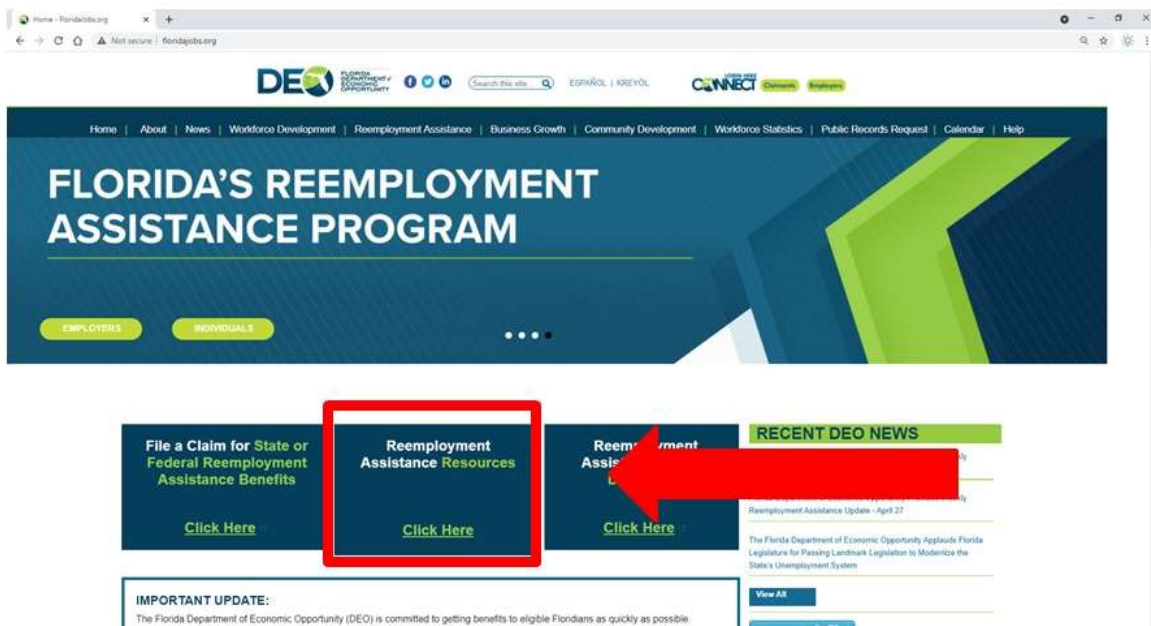 Home - FloridaJobs.org
Not secure | floridajobs.org
DEO FLORIDA DEPARTMENT of ECONOMIC OPPORTUNITY
Search this site...
ESPAÑOL | KREYÒL
LOGIN HERE
CONNECT Claimants Employers
Home | About | News | Workforce Development | Reemployment Assistance | Business Growth | Community Development | Workforce Statistics | Public Records Request | Calendar | Help
FLORIDA'S REEMPLOYMENT
ASSISTANCE PROGRAM
EMPLOYERS INDIVIDUALS
File a Claim for State or
Federal Reemployment
Assistance Benefits
Click Here
Reemployment
Assistance Resources
Click Here
Click Here
RECENT DEO NEWS
Reemployment Assistance Update - April 27
The Florida Department of Economic Opportunity Applauds Florida
Legislature for Passing Landmark Legislation to Modernize the
State's Unemployment System
View All
IMPORTANT UPDATE:
The Florida Department of Economic Opportunity (DEO) is committed to getting benefits to eligible Floridians as quickly as possible.